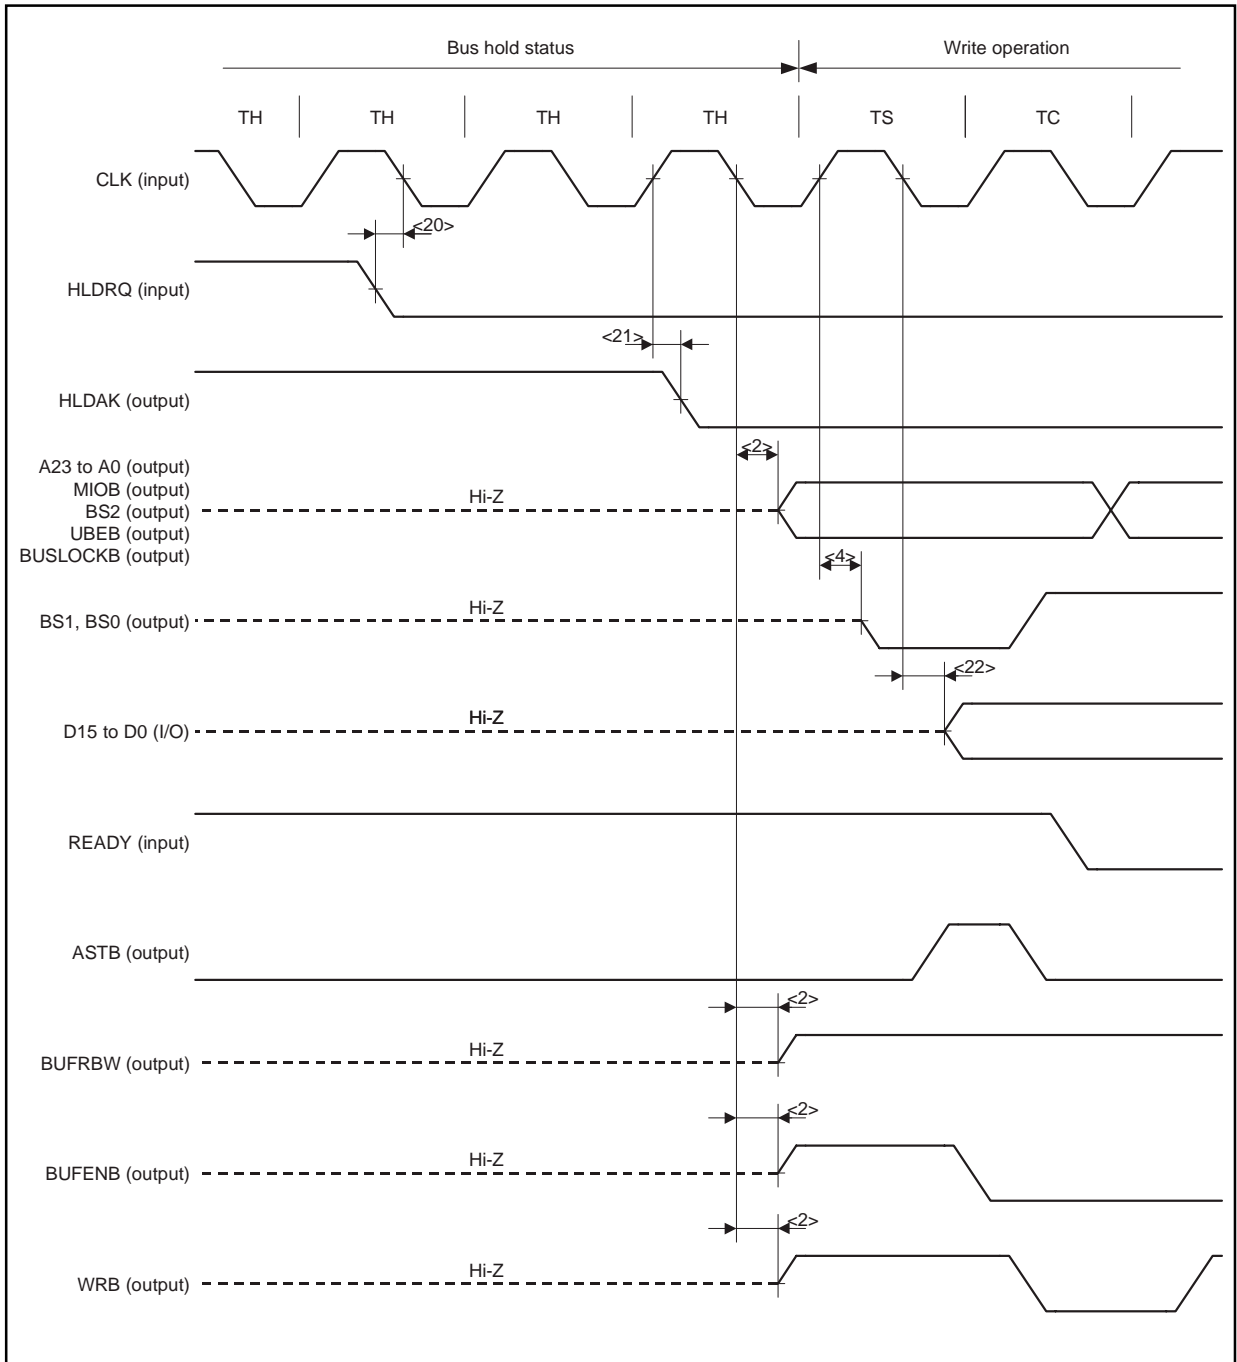 Bus hold status
Write operation
TH
TH
TH
TH
TS
TC
CLK (input)
<20>
HLDRQ (input)
<21>
HLDAK (output)
<2>
A23 to A0 (output)
MIOB (output)
Hi-Z
BS2 (output)
UBEB (output)
BUSLOCKB (output)
<4>
Hi-Z
BS1, BS0 (output)
<22>
Hi-Z
D15 to D0 (I/O)
READY (input)
ASTB (output)
<2>
Hi-Z
BUFRBW (output)
<2>
Hi-Z
BUFENB (output)
<2>
Hi-Z
WRB (output)